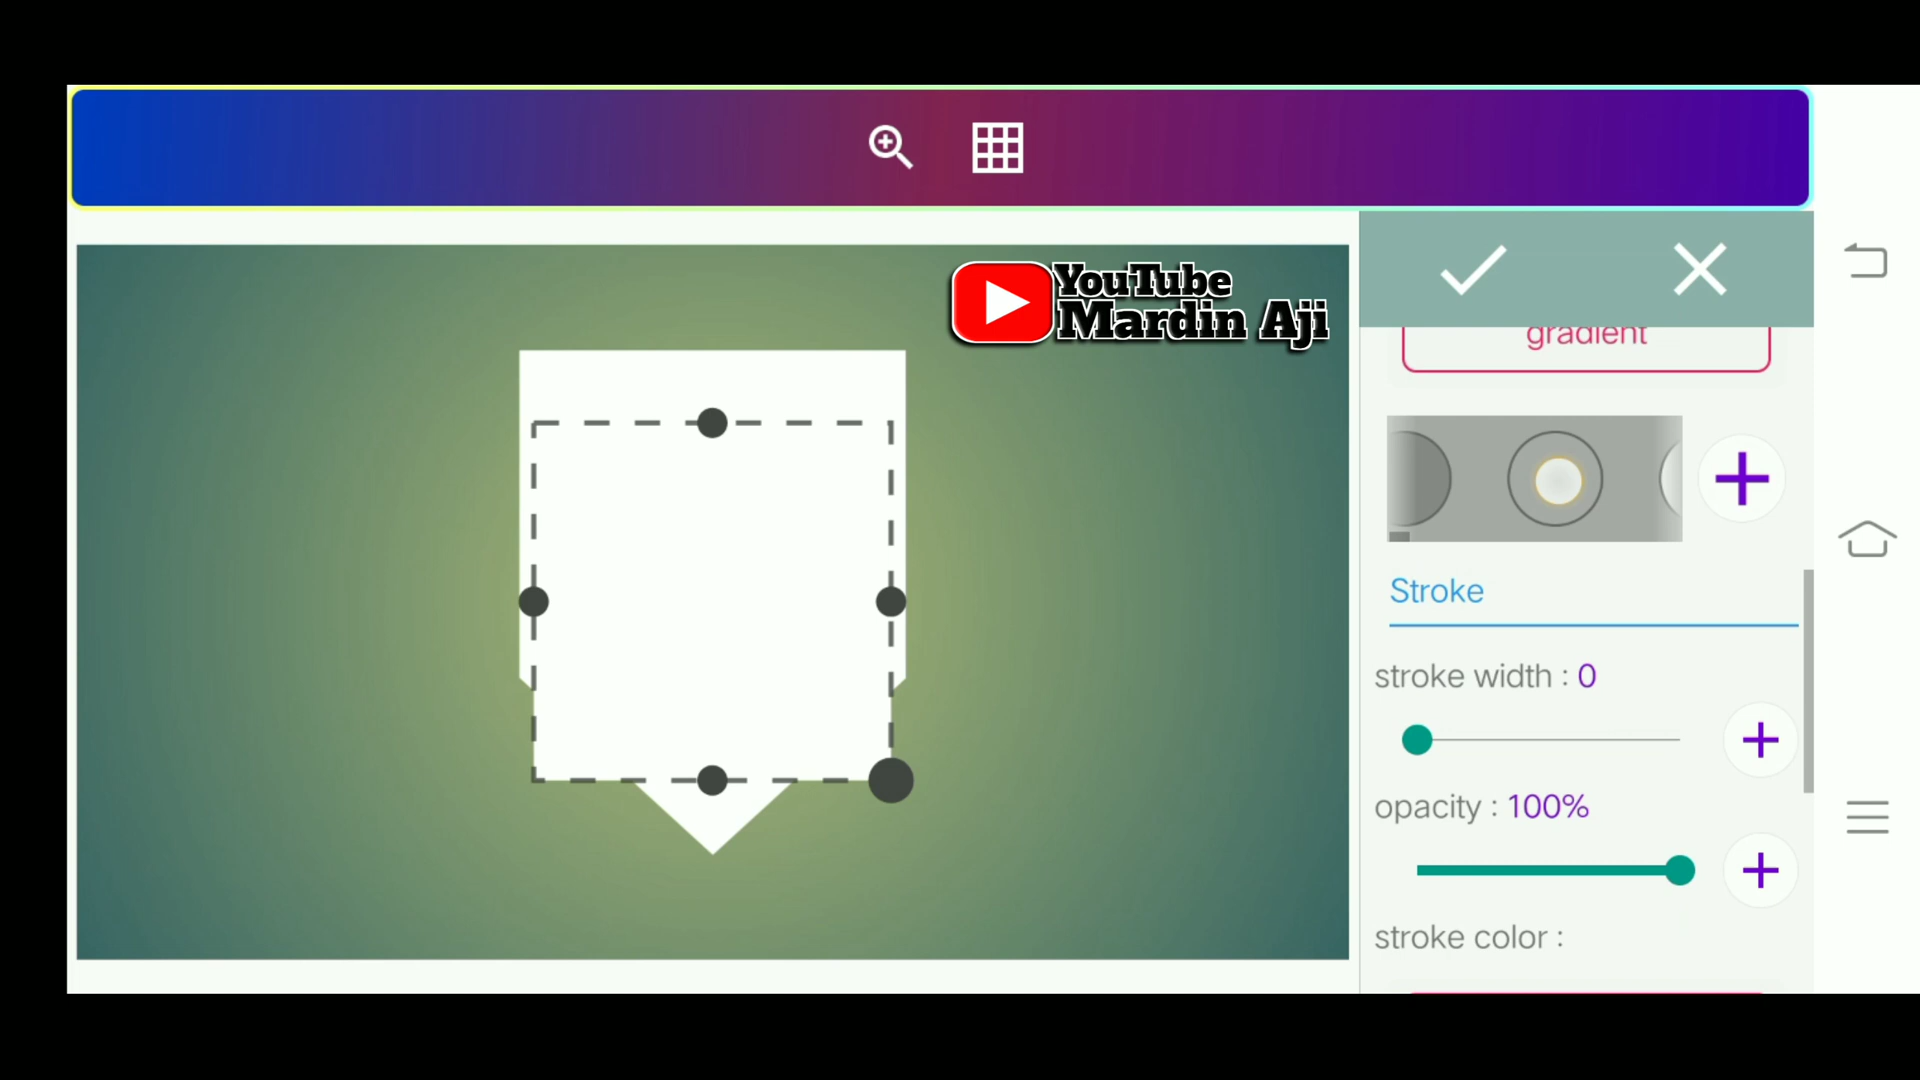 YouTube
Mardin Aji
gradient
Stroke
stroke width : 0
opacity : 100%
stroke color :